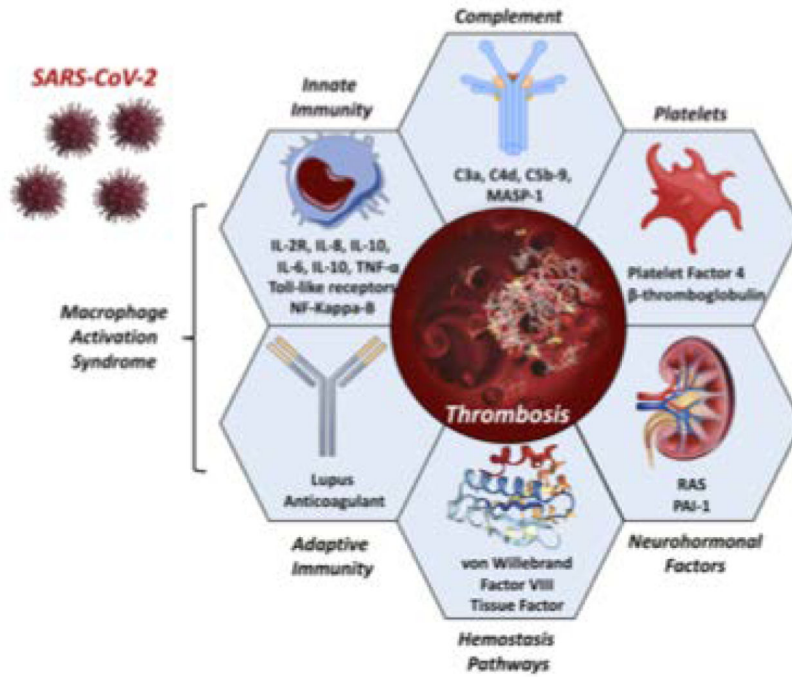 Complement
SARS-CoV-2
Innate
Immunity
Platelets
C3a, C4d, C5b-9,
MASP-1
IL-2R, IL-8, IL-10,
IL-6, IL-10, TNF-α
Toll-like receptors
NF-Kappa-B
Platelet Factor 4
β-thromboglobulin
Macrophage
Activation
Syndrome
Thrombosis
Lupus
Anticoagulant
RAS
PAI-1
Adaptive
Immunity
von Willebrand
Factor VIII
Tissue Factor
Neurohormonal
Factors
Hemostasis
Pathways